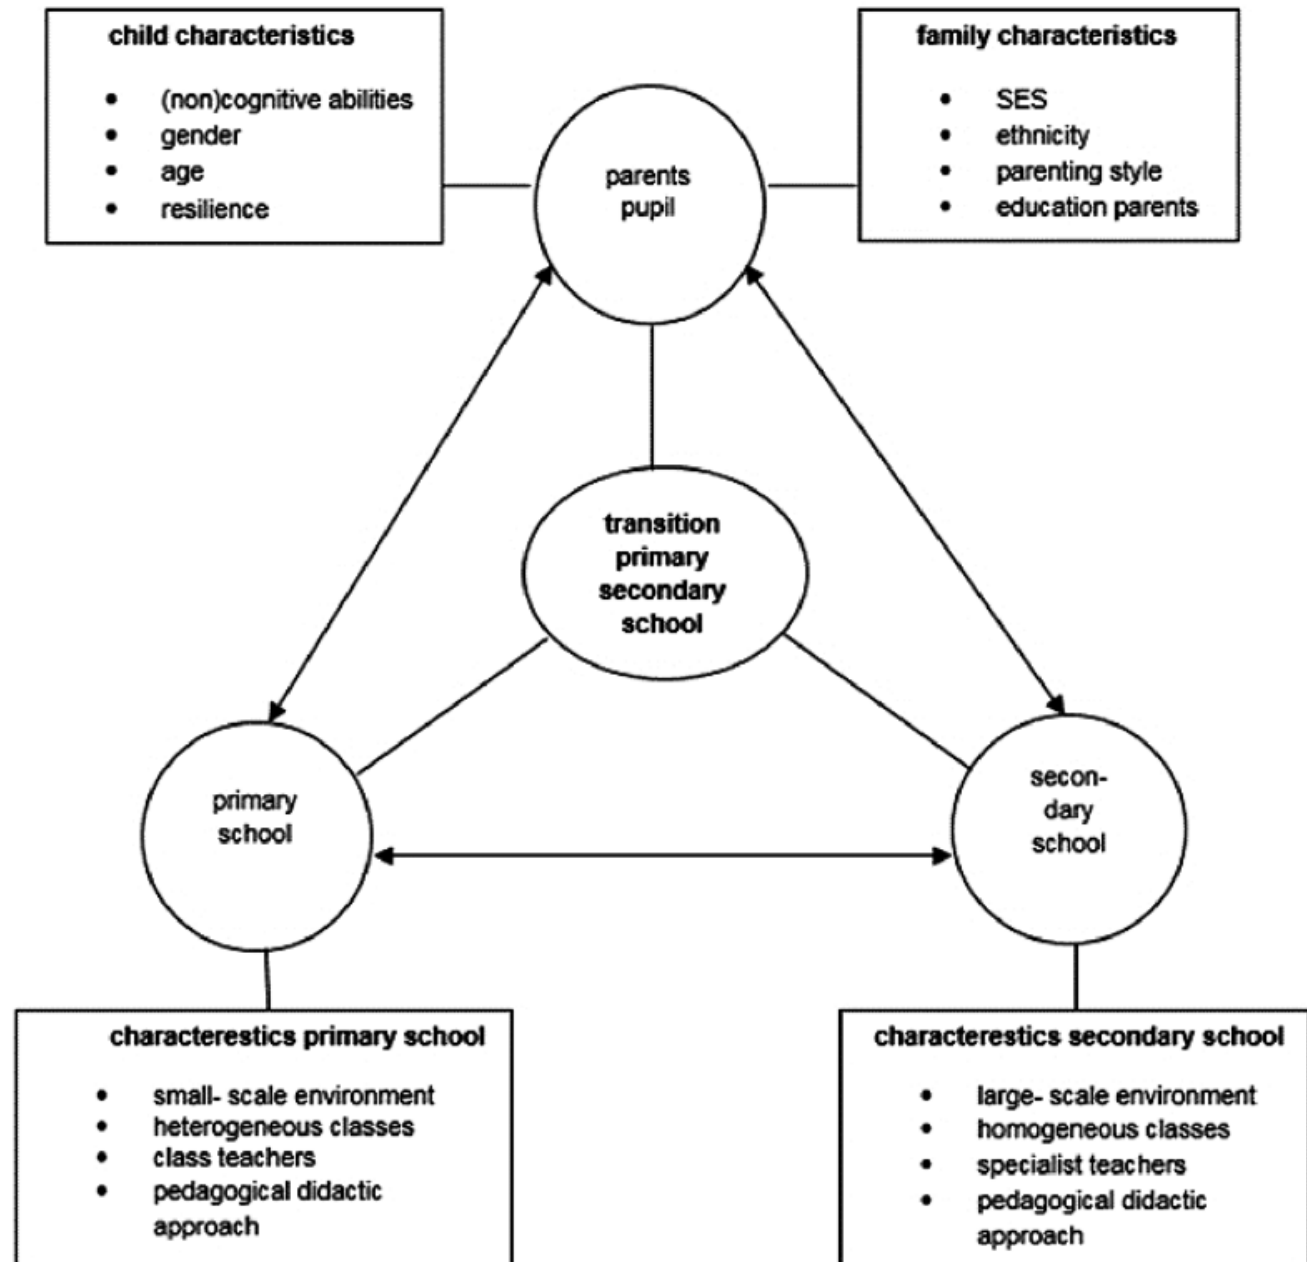 child characteristics
• (non)cognitive abilities
• gender
• age
• resilience
family characteristics
• SES
• ethnicity
• parenting style
• education parents
parents
pupil
transition
primary
secondary
school
primary
school
secon-
dary
school
characterestics primary school
• small- scale environment
• heterogeneous classes
• class teachers
• pedagogical didactic
approach
characterestics secondary school
• large- scale environment
• homogeneous classes
• specialist teachers
• pedagogical didactic
approach